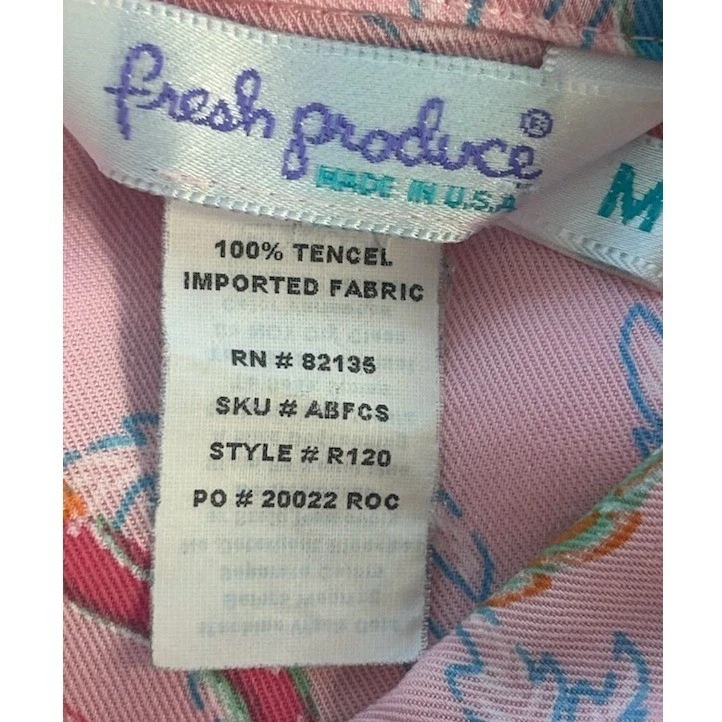 fresh produce®
MADE IN U.S.A.
M
100% TENCEL
IMPORTED FABRIC
RN # 82135
SKU # ABFCS
STYLE # R120
PO # 20022 ROC